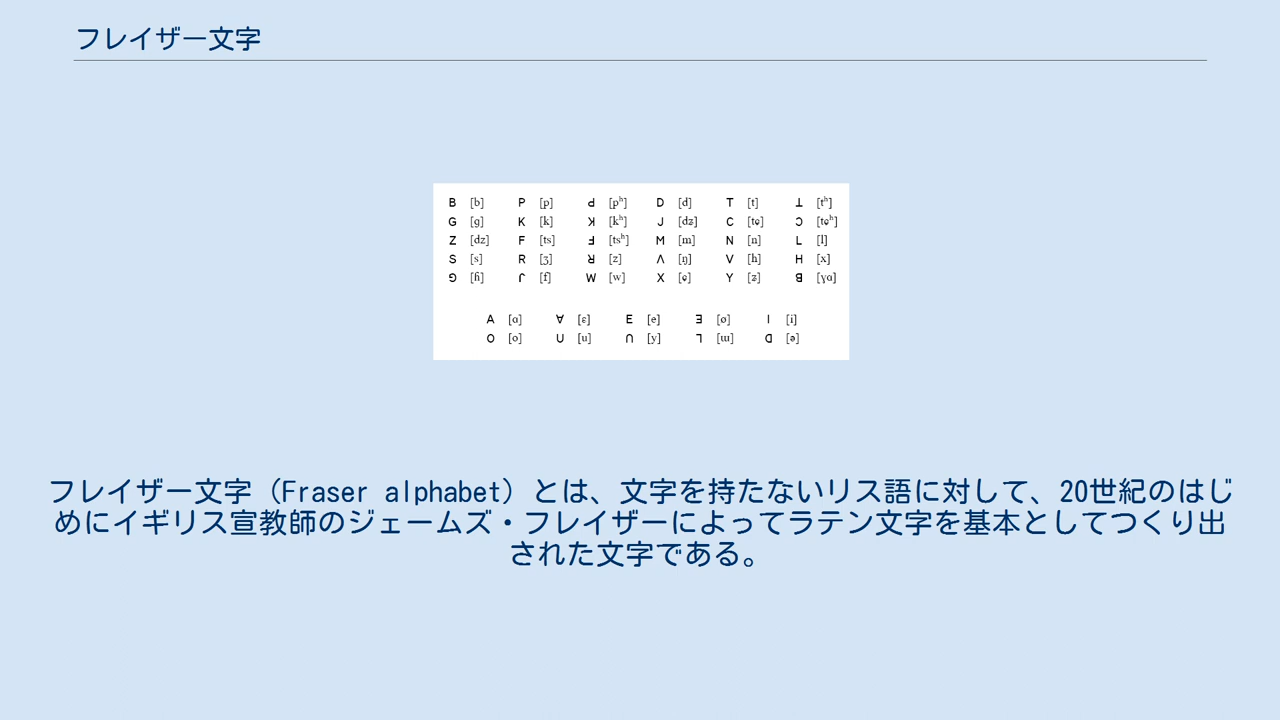 フレイザー文字
B [b] P [p] ꓒ [pʰ] D [d] T [t] ꓕ [tʰ]
G [ɡ] K [k] ꓘ [kʰ] J [dʑ] C [tɕ] ꓛ [tɕʰ]
Z [dz] F [ts] ꓞ [tsʰ] M [m] N [n] L [l]
S [s] R [ʒ] ꓤ [z] Ʌ [ŋ] V [h] H [x]
ꓨ [ɦ] ꓙ [f] W [w] X [ɕ] Y [ʑ] ꓭ [ɣɑ]
A [ɑ] Ɐ [ɛ] E [e] Ǝ [ø] I [i]
O [o] U [u] ꓵ [y] ꓶ [ɯ] ꓷ [ə]
フレイザー文字（Fraser alphabet）とは、文字を持たないリス語に対して、20世紀のはじ
めにイギリス宣教師のジェームズ・フレイザーによってラテン文字を基本としてつくり出
された文字である。